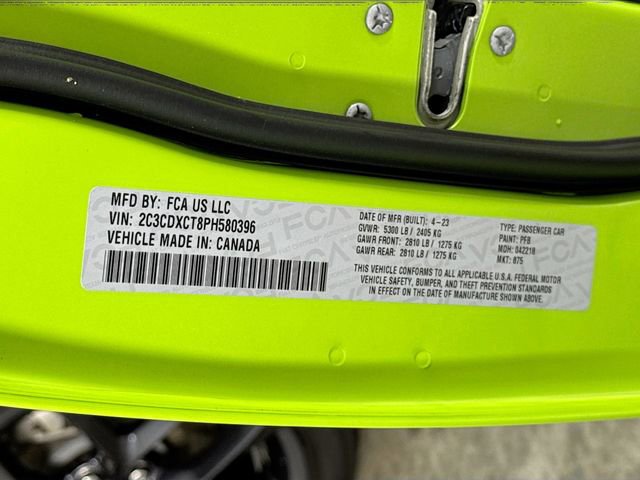 MFD BY: FCA US LLC
VIN: 2C3CDXCT8PH580396
VEHICLE MADE IN: CANADA
DATE OF MFR (BUILT): 4-23
GVWR: 5300 LB / 2405 KG
GAWR FRONT: 2810 LB / 1275 KG
GAWR REAR: 2810 LB / 1275 KG
TYPE: PASSENGER CAR
PAINT: PFB
MDH: 042218
MKT: 875
THIS VEHICLE CONFORMS TO ALL APPLICABLE U.S.A. FEDERAL MOTOR
VEHICLE SAFETY, BUMPER, AND THEFT PREVENTION STANDARDS
IN EFFECT ON THE DATE OF MANUFACTURE SHOWN ABOVE.